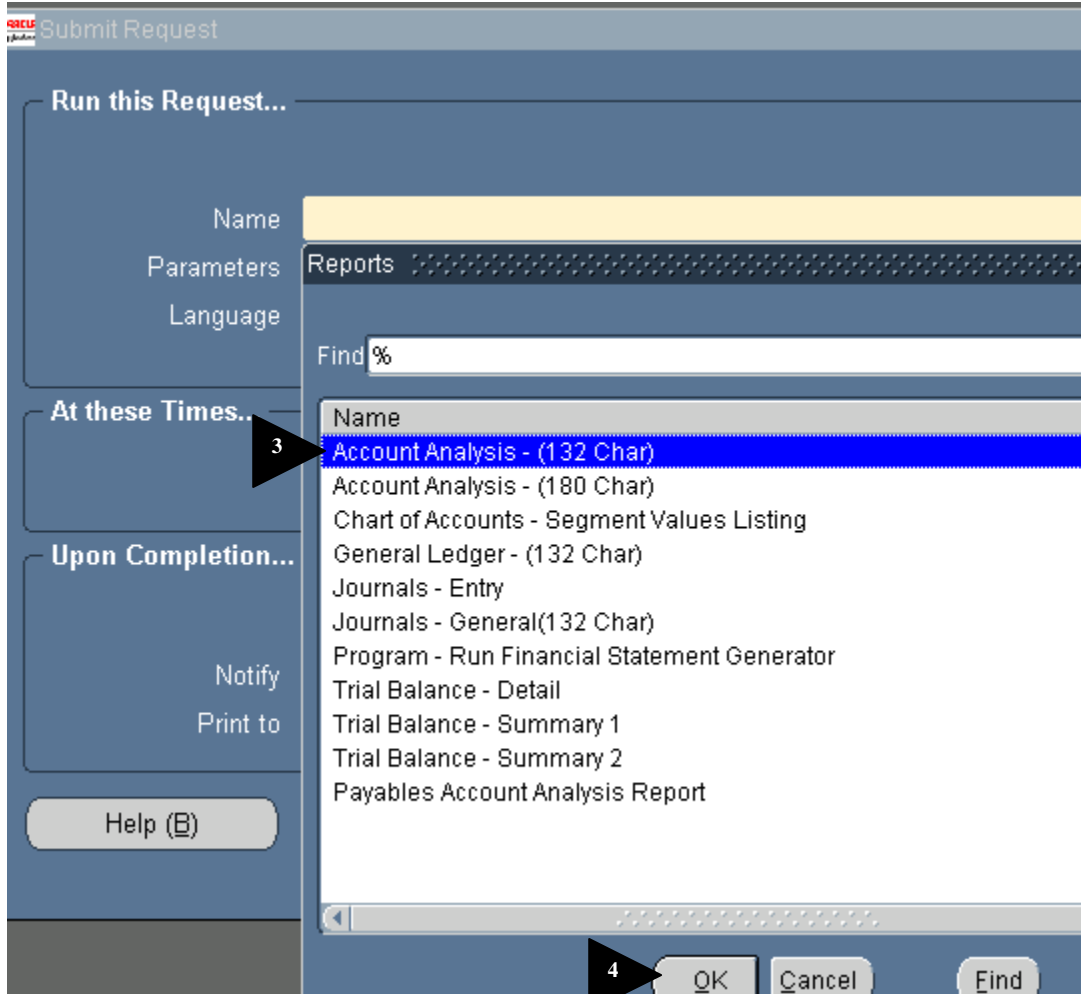 ORACLE
Submit Request
Run this Request...
Name
Parameters
Language
Reports
Find %
Name
Account Analysis - (132 Char)
Account Analysis - (180 Char)
Chart of Accounts - Segment Values Listing
General Ledger - (132 Char)
Journals - Entry
Journals - General(132 Char)
Program - Run Financial Statement Generator
Trial Balance - Detail
Trial Balance - Summary 1
Trial Balance - Summary 2
Payables Account Analysis Report
At these Times...
3
Upon Completion...
Notify
Print to
Help (B)
4
OK Cancel Find